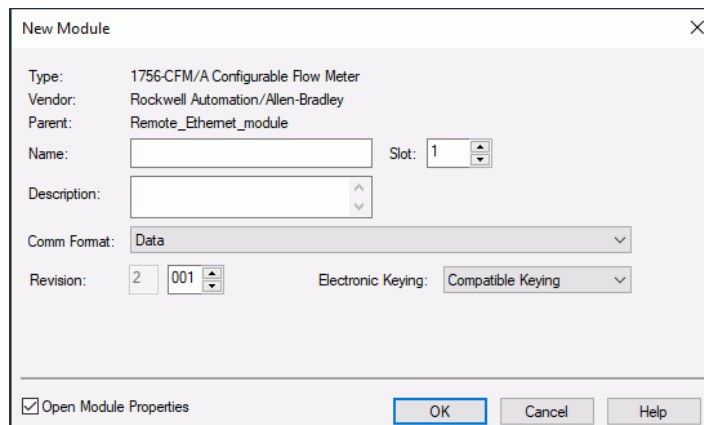 New Module
Type: 1756-CFM/A Configurable Flow Meter
Vendor: Rockwell Automation/Allen-Bradley
Parent: Remote_Ethernet_module
Name: Slot: 1
Description:
Comm Format: Data
Revision: 2 001 Electronic Keying: Compatible Keying
Open Module Properties OK Cancel Help